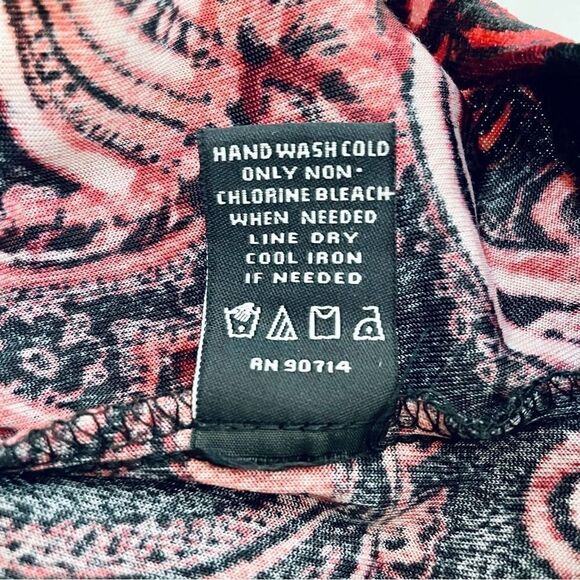 HAND WASH COLD
ONLY NON-
CHLORINE BLEACH
WHEN NEEDED
LINE DRY
COOL IRON
IF NEEDED
RN 90714